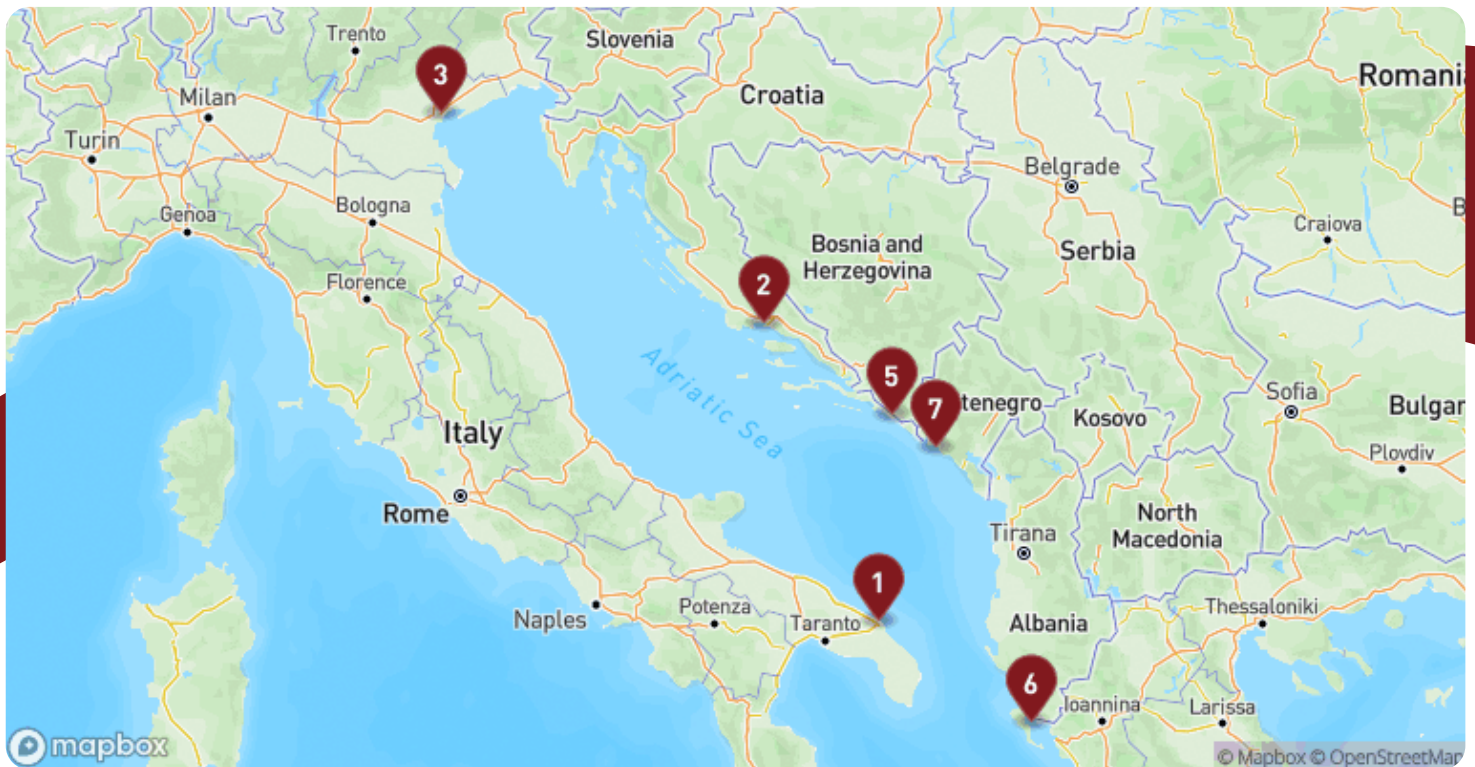 Trento
Slovenia
3
Romani
Milan
Croatia
Turin
Belgrade
Bologna
Genoa
B
Craiova
Bosnia and
Herzegovina
Serbia
Florence
2
Adriatic Sea
5
7
tenegro
Kosovo
Sofia
Bulgar
Italy
Plovdiv
Rome
North
Macedonia
Tirana
1
Naples
Potenza
Taranto
Albania
Thessaloniki
6
Ioannina
Larissa
mapbox
© Mapbox © OpenStreetMap